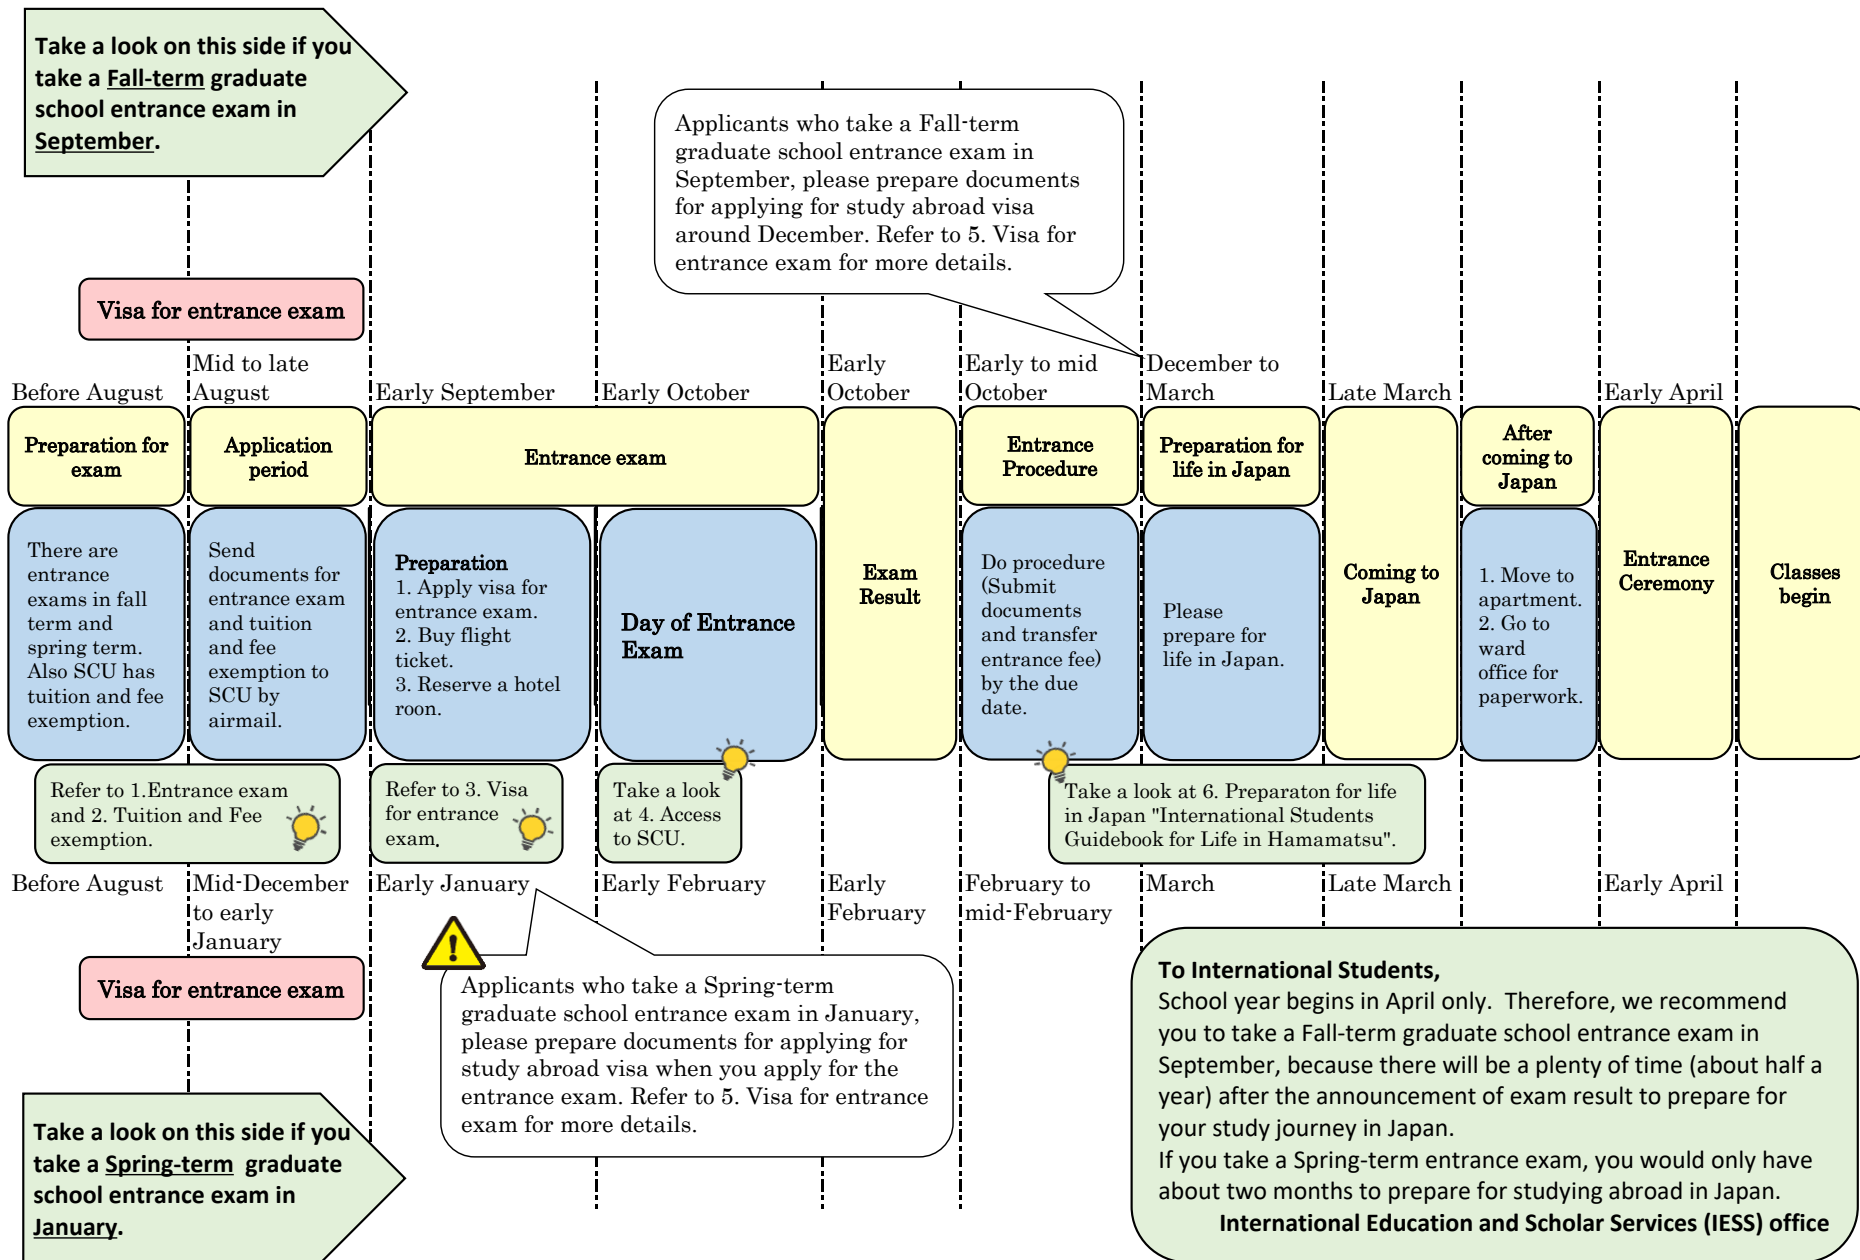 Take a look on this side if you
take a Fall-term graduate
school entrance exam in
September.
Applicants who take a Fall-term
graduate school entrance exam in
September, please prepare documents
for applying for study abroad visa
around December. Refer to 5. Visa for
entrance exam for more details.
Visa for entrance exam
Before August
Mid to late
August
Early September
Early October
Early
October
Early to mid
October
December to
March
Late March
Early April
Preparation for
exam
Application
period
Entrance exam
Entrance
Procedure
Preparation for
life in Japan
After
coming to
Japan
There are
entrance
exams in fall
term and
spring term.
Also SCU has
tuition and fee
exemption.
Send
documents for
entrance exam
and tuition
and fee
exemption to
SCU by
airmail.
Preparation
1. Apply visa for
entrance exam.
2. Buy flight
ticket.
3. Reserve a hotel
roon.
Day of Entrance
Exam
Exam
Result
Do procedure
(Submit
documents
and transfer
entrance fee)
by the due
date.
Please
prepare for
life in Japan.
Coming to
Japan
1. Move to
apartment.
2. Go to
ward
office for
paperwork.
Entrance
Ceremony
Classes
begin
Refer to 1.Entrance exam
and 2. Tuition and Fee
exemption.
Refer to 3. Visa
for entrance
exam.
Take a look
at 4. Access
to SCU.
Take a look at 6. Preparaton for life
in Japan "International Students
Guidebook for Life in Hamamatsu".
Before August
Mid-December
to early
January
Early January
Early February
Early
February
February to
mid-February
March
Late March
Early April
Visa for entrance exam
Applicants who take a Spring-term
graduate school entrance exam in January,
please prepare documents for applying for
study abroad visa when you apply for the
entrance exam. Refer to 5. Visa for entrance
exam for more details.
Take a look on this side if you
take a Spring-term graduate
school entrance exam in
January.
To International Students,
School year begins in April only. Therefore, we recommend
you to take a Fall-term graduate school entrance exam in
September, because there will be a plenty of time (about half a
year) after the announcement of exam result to prepare for
your study journey in Japan.
If you take a Spring-term entrance exam, you would only have
about two months to prepare for studying abroad in Japan.
International Education and Scholar Services (IESS) office